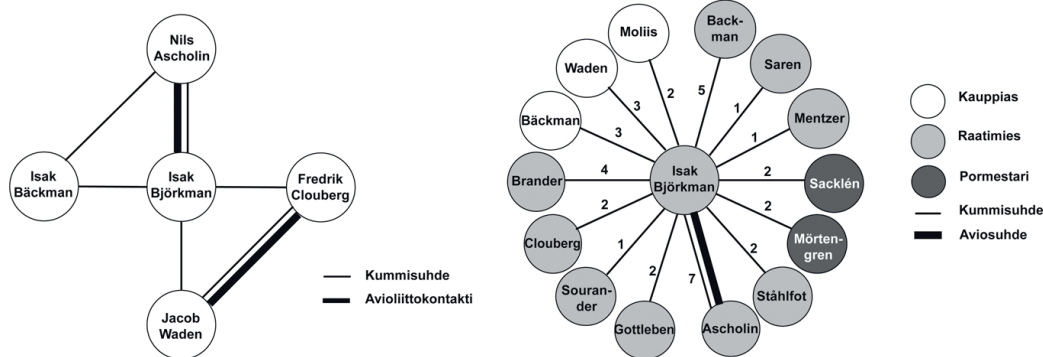 Nils
Ascholin
Isak
Bäckman
Isak
Björkman
Fredrik
Clouberg
Jacob
Waden
Kummisuhde
Avioliittokontakti
Moliis
Back-
man
Waden
Saren
Bäckman
Mentzer
Brander
Isak
Björkman
Sacklén
Clouberg
Mörten-
gren
Souran-
der
Ståhlfot
Gottleben
Ascholin
2
5
3
1
3
1
4
2
2
2
1
2
2
7
Kauppias
Raatimies
Pormestari
Kummisuhde
Aviosuhde